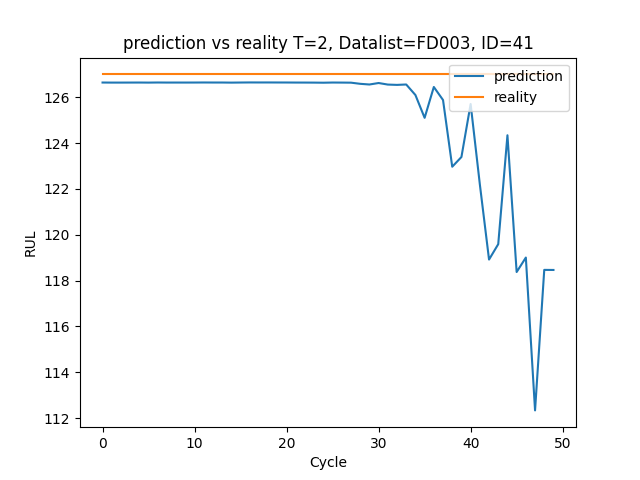 prediction vs reality T=2, Datalist=FD003, ID=41
prediction
reality
126
124
122
120
118
116
114
112
RUL
0 10 20 30 40 50
Cycle